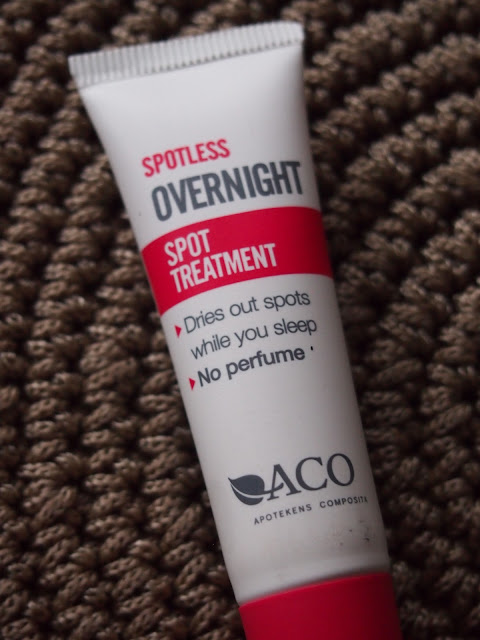 SPOTLESS
OVERNIGHT
SPOT
TREATMENT
Dries out spots
while you sleep
No perfume
ACO
APOTEKENS COMPOSITA